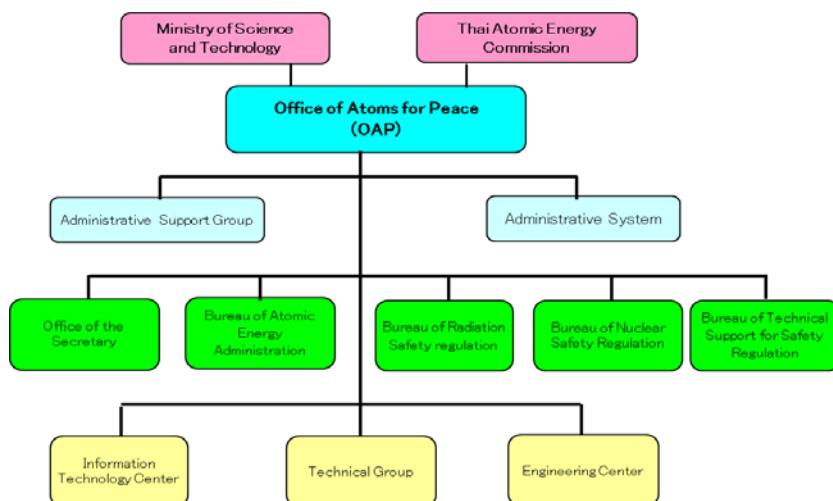 Ministry of Science
and Technology
Thai Atomic Energy
Commission
Office of Atoms for Peace
(OAP)
Administrative Support Group
Administrative System
Office of the
Secretary
Bureau of Atomic
Energy
Administration
Bureau of Radiation
Safety regulation
Bureau of Nuclear
Safety Regulation
Bureau of Technical
Support for Safety
Regulation
Information
Technology Center
Technical Group
Engineering Center